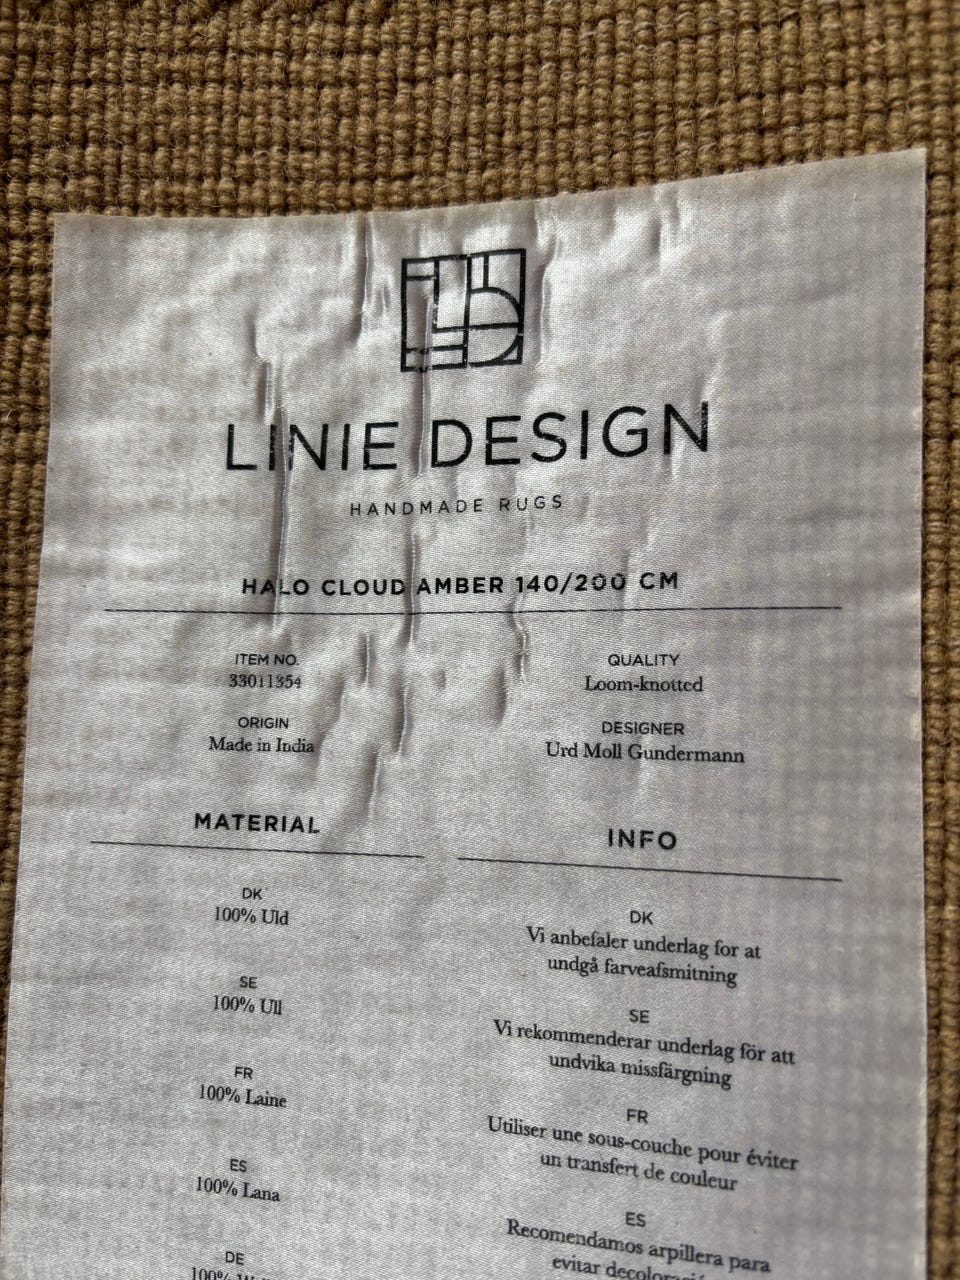 LINIE DESIGN
HANDMADE RUGS
HALO CLOUD AMBER 140/200 CM
ITEM NO.
33011354
ORIGIN
Made in India
QUALITY
Loom-knotted
DESIGNER
Urd Moll Gundermann
MATERIAL
DK
100% Uld
SE
100% Ull
FR
100% Laine
ES
100% Lana
DE
100%
INFO
DK
Vi anbefaler underlag for at
undgå farveafsmitning
SE
Vi rekommenderar underlag för att
undvika missfärgning
FR
Utiliser une sous-couche pour éviter
un transfert de couleur
ES
Recomendamos arpillera para
evitar